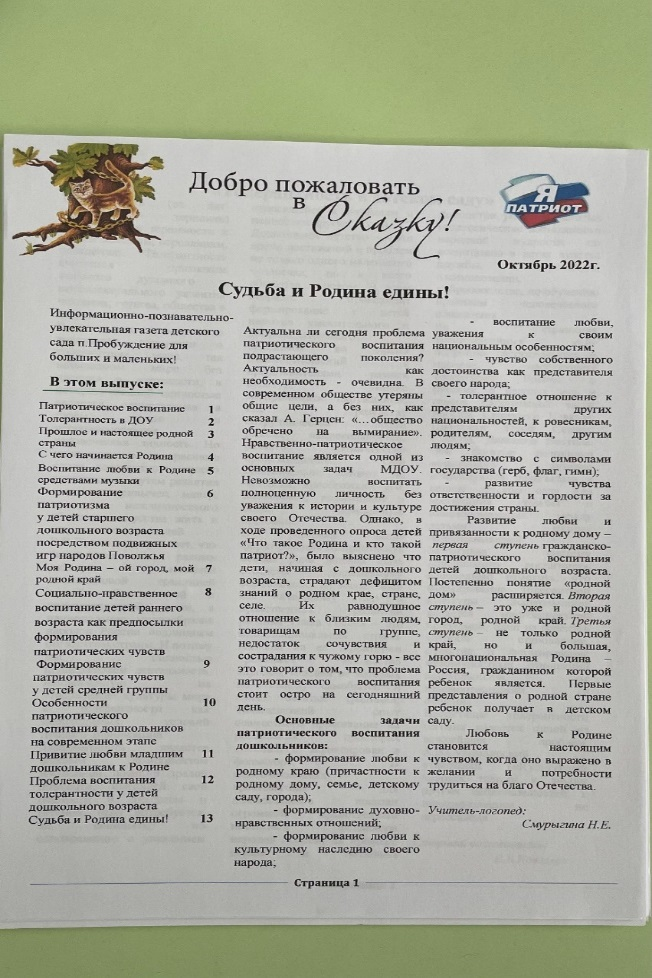 Добро пожаловать
в
Сказку!
Я
ПАТРИОТ
Октябрь 2022г.
Судьба и Родина едины!
Информационно-познавательно-
увлекательная газета детского
сада п.Пробуждение для
больших и маленьких!
В этом выпуске:
Патриотическое воспитание 1
Толерантность в ДОУ 2
Прошлое и настоящее родной 3
страны
С чего начинается Родина 4
Воспитание любви к Родине 5
средствами музыки
Формирование 6
патриотизма
у детей старшего
дошкольного возраста
посредством подвижных
игр народов Поволжья
Моя Родина – ой город, мой 7
родной край
Социально-нравственное 8
воспитание детей раннего
возраста как предпосылки
формирования
патриотических чувств
Формирование 9
патриотических чувств
у детей средней группы
Особенности 10
патриотического
воспитания дошкольников
на современном этапе
Привитие любви младшим 11
дошкольникам к Родине
Проблема воспитания 12
толерантности у детей
дошкольного возраста
Судьба и Родина едины! 13
Актуальна ли сегодня проблема
патриотического воспитания
подрастающего поколения?
Актуальность как
необходимость - очевидна. В
современном обществе утеряны
общие цели, а без них, как
сказал А. Герцен: «…общество
обречено на вымирание».
Нравственно-патриотическое
воспитание является одной из
основных задач МДОУ.
Невозможно воспитать
полноценную личность без
уважения к истории и культуре
своего Отечества. Однако, в
ходе проведенного опроса детей
«Что такое Родина и кто такой
патриот?», было выяснено что
дети, начиная с дошкольного
возраста, страдают дефицитом
знаний о родном крае, стране,
селе. Их равнодушное
отношение к близким людям,
товарищам по группе,
недостаток сочувствия и
сострадания к чужому горю - все
это говорит о том, что проблема
патриотического воспитания
стоит остро на сегодняшний
день.
Основные задачи
патриотического воспитания
дошкольников:
- формирование любви к
родному краю (причастности к
родному дому, семье, детскому
саду, города);
- формирование духовно-
нравственных отношений;
- формирование любви к
культурному наследию своего
народа;
- воспитание любви,
уважения к своим
национальным особенностям;
- чувство собственного
достоинства как представителя
своего народа;
- толерантное отношение к
представителям других
национальностей, к ровесникам,
родителям, соседям, другим
людям;
- знакомство с символами
государства (герб, флаг, гимн);
- развитие чувства
ответственности и гордости за
достижения страны.
Развитие любви и
привязанности к родному дому –
первая ступень гражданско-
патриотического воспитания
детей дошкольного возраста.
Постепенно понятие «родной
дом» расширяется. Вторая
ступень – это уже и родной
город, родной край. Третья
ступень – не только родной
край, но и большая,
многонациональная Родина –
Россия, гражданином которой
ребенок является. Первые
представления о родной стране
ребенок получает в детском
саду.
Любовь к Родине
становится настоящим
чувством, когда оно выражено в
желании и потребности
трудиться на благо Отечества.
Учитель-логопед:
Смурыгина Н.Е.
Страница 1